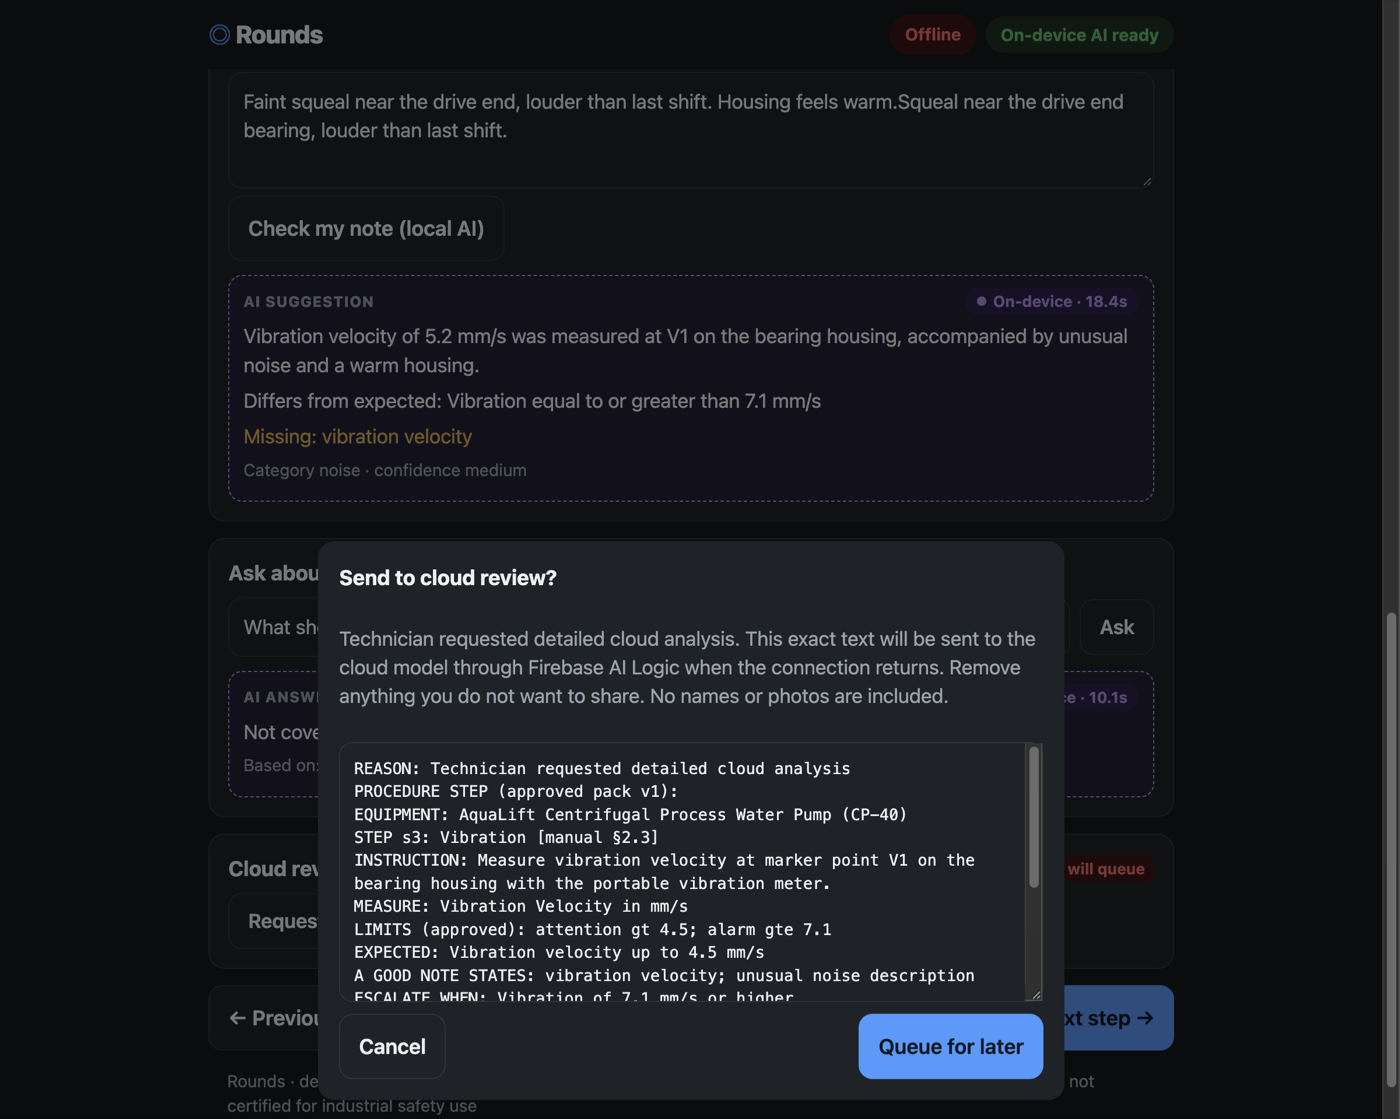 Rounds
Offline
On-device AI ready
Faint squeal near the drive end, louder than last shift. Housing feels warm.Squeal near the drive end
bearing, louder than last shift.
Check my note (local AI)
AI SUGGESTION
On-device · 18.4s
Vibration velocity of 5.2 mm/s was measured at V1 on the bearing housing, accompanied by unusual
noise and a warm housing.
Differs from expected: Vibration equal to or greater than 7.1 mm/s
Missing: vibration velocity
Category noise · confidence medium
Ask abou
What sh
Ask
AI ANSW
ce · 10.1s
Not cove
Based on:
Cloud rev
will queue
Reques
← Previou
xt step →
Rounds · de
not
certified for industrial safety use
Send to cloud review?
Technician requested detailed cloud analysis. This exact text will be sent to the
cloud model through Firebase AI Logic when the connection returns. Remove
anything you do not want to share. No names or photos are included.
REASON: Technician requested detailed cloud analysis
PROCEDURE STEP (approved pack v1):
EQUIPMENT: AquaLift Centrifugal Process Water Pump (CP-40)
STEP s3: Vibration [manual §2.3]
INSTRUCTION: Measure vibration velocity at marker point V1 on the
bearing housing with the portable vibration meter.
MEASURE: Vibration Velocity in mm/s
LIMITS (approved): attention gt 4.5; alarm gte 7.1
EXPECTED: Vibration velocity up to 4.5 mm/s
A GOOD NOTE STATES: vibration velocity; unusual noise description
ESCALATE WHEN: Vibration of 7.1 mm/s or higher
Cancel
Queue for later